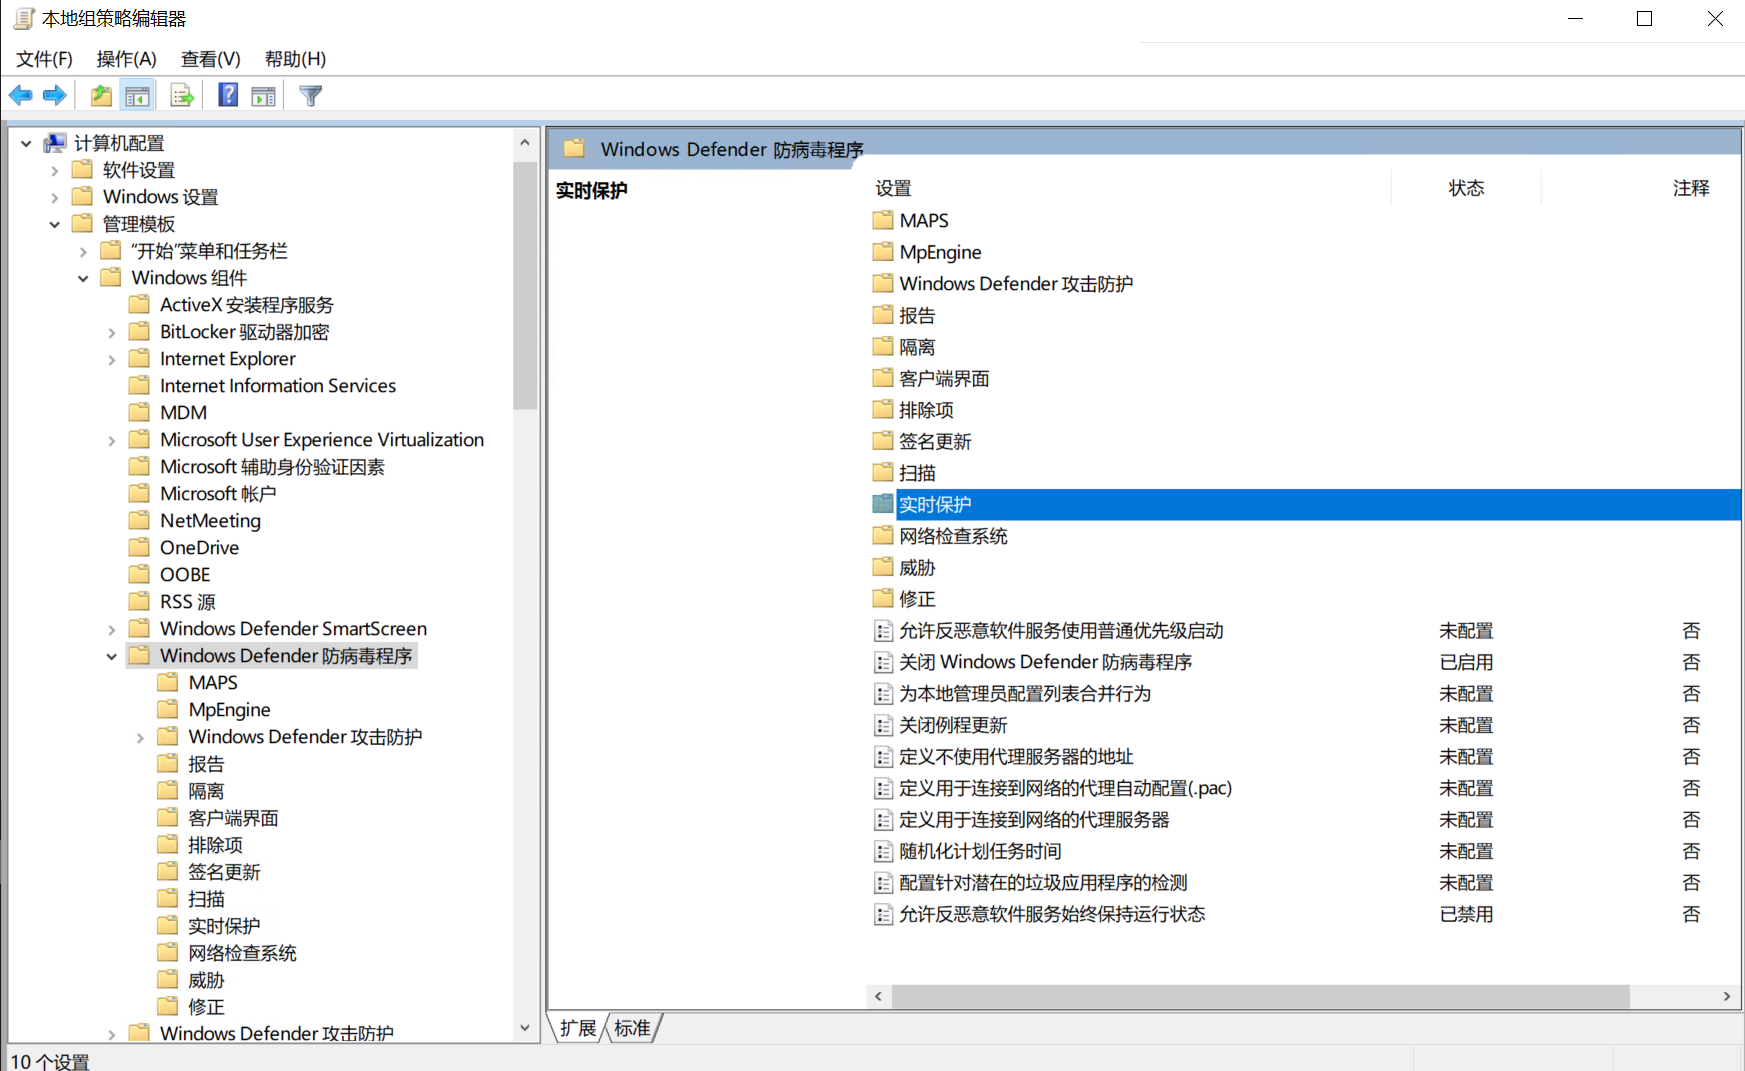 本地组策略编辑器
文件(F) 操作(A) 查看(V) 帮助(H)
计算机配置
软件设置
Windows 设置
管理模板
“开始”菜单和任务栏
Windows 组件
ActiveX 安装程序服务
BitLocker 驱动器加密
Internet Explorer
Internet Information Services
MDM
Microsoft User Experience Virtualization
Microsoft 辅助身份验证因素
Microsoft 帐户
NetMeeting
OneDrive
OOBE
RSS 源
Windows Defender SmartScreen
Windows Defender 防病毒程序
MAPS
MpEngine
Windows Defender 攻击防护
报告
隔离
客户端界面
排除项
签名更新
扫描
实时保护
网络检查系统
威胁
修正
Windows Defender 攻击防护
Windows Defender 防病毒程序
实时保护
设置 状态 注释
MAPS
MpEngine
Windows Defender 攻击防护
报告
隔离
客户端界面
排除项
签名更新
扫描
实时保护
网络检查系统
威胁
修正
允许反恶意软件服务使用普通优先级启动 未配置 否
关闭 Windows Defender 防病毒程序 已启用 否
为本地管理员配置列表合并行为 未配置 否
关闭例程更新 未配置 否
定义不使用代理服务器的地址 未配置 否
定义用于连接到网络的代理自动配置(.pac) 未配置 否
定义用于连接到网络的代理服务器 未配置 否
随机化计划任务时间 未配置 否
配置针对潜在的垃圾应用程序的检测 未配置 否
允许反恶意软件服务始终保持运行状态 已禁用 否
扩展 标准
10 个设置